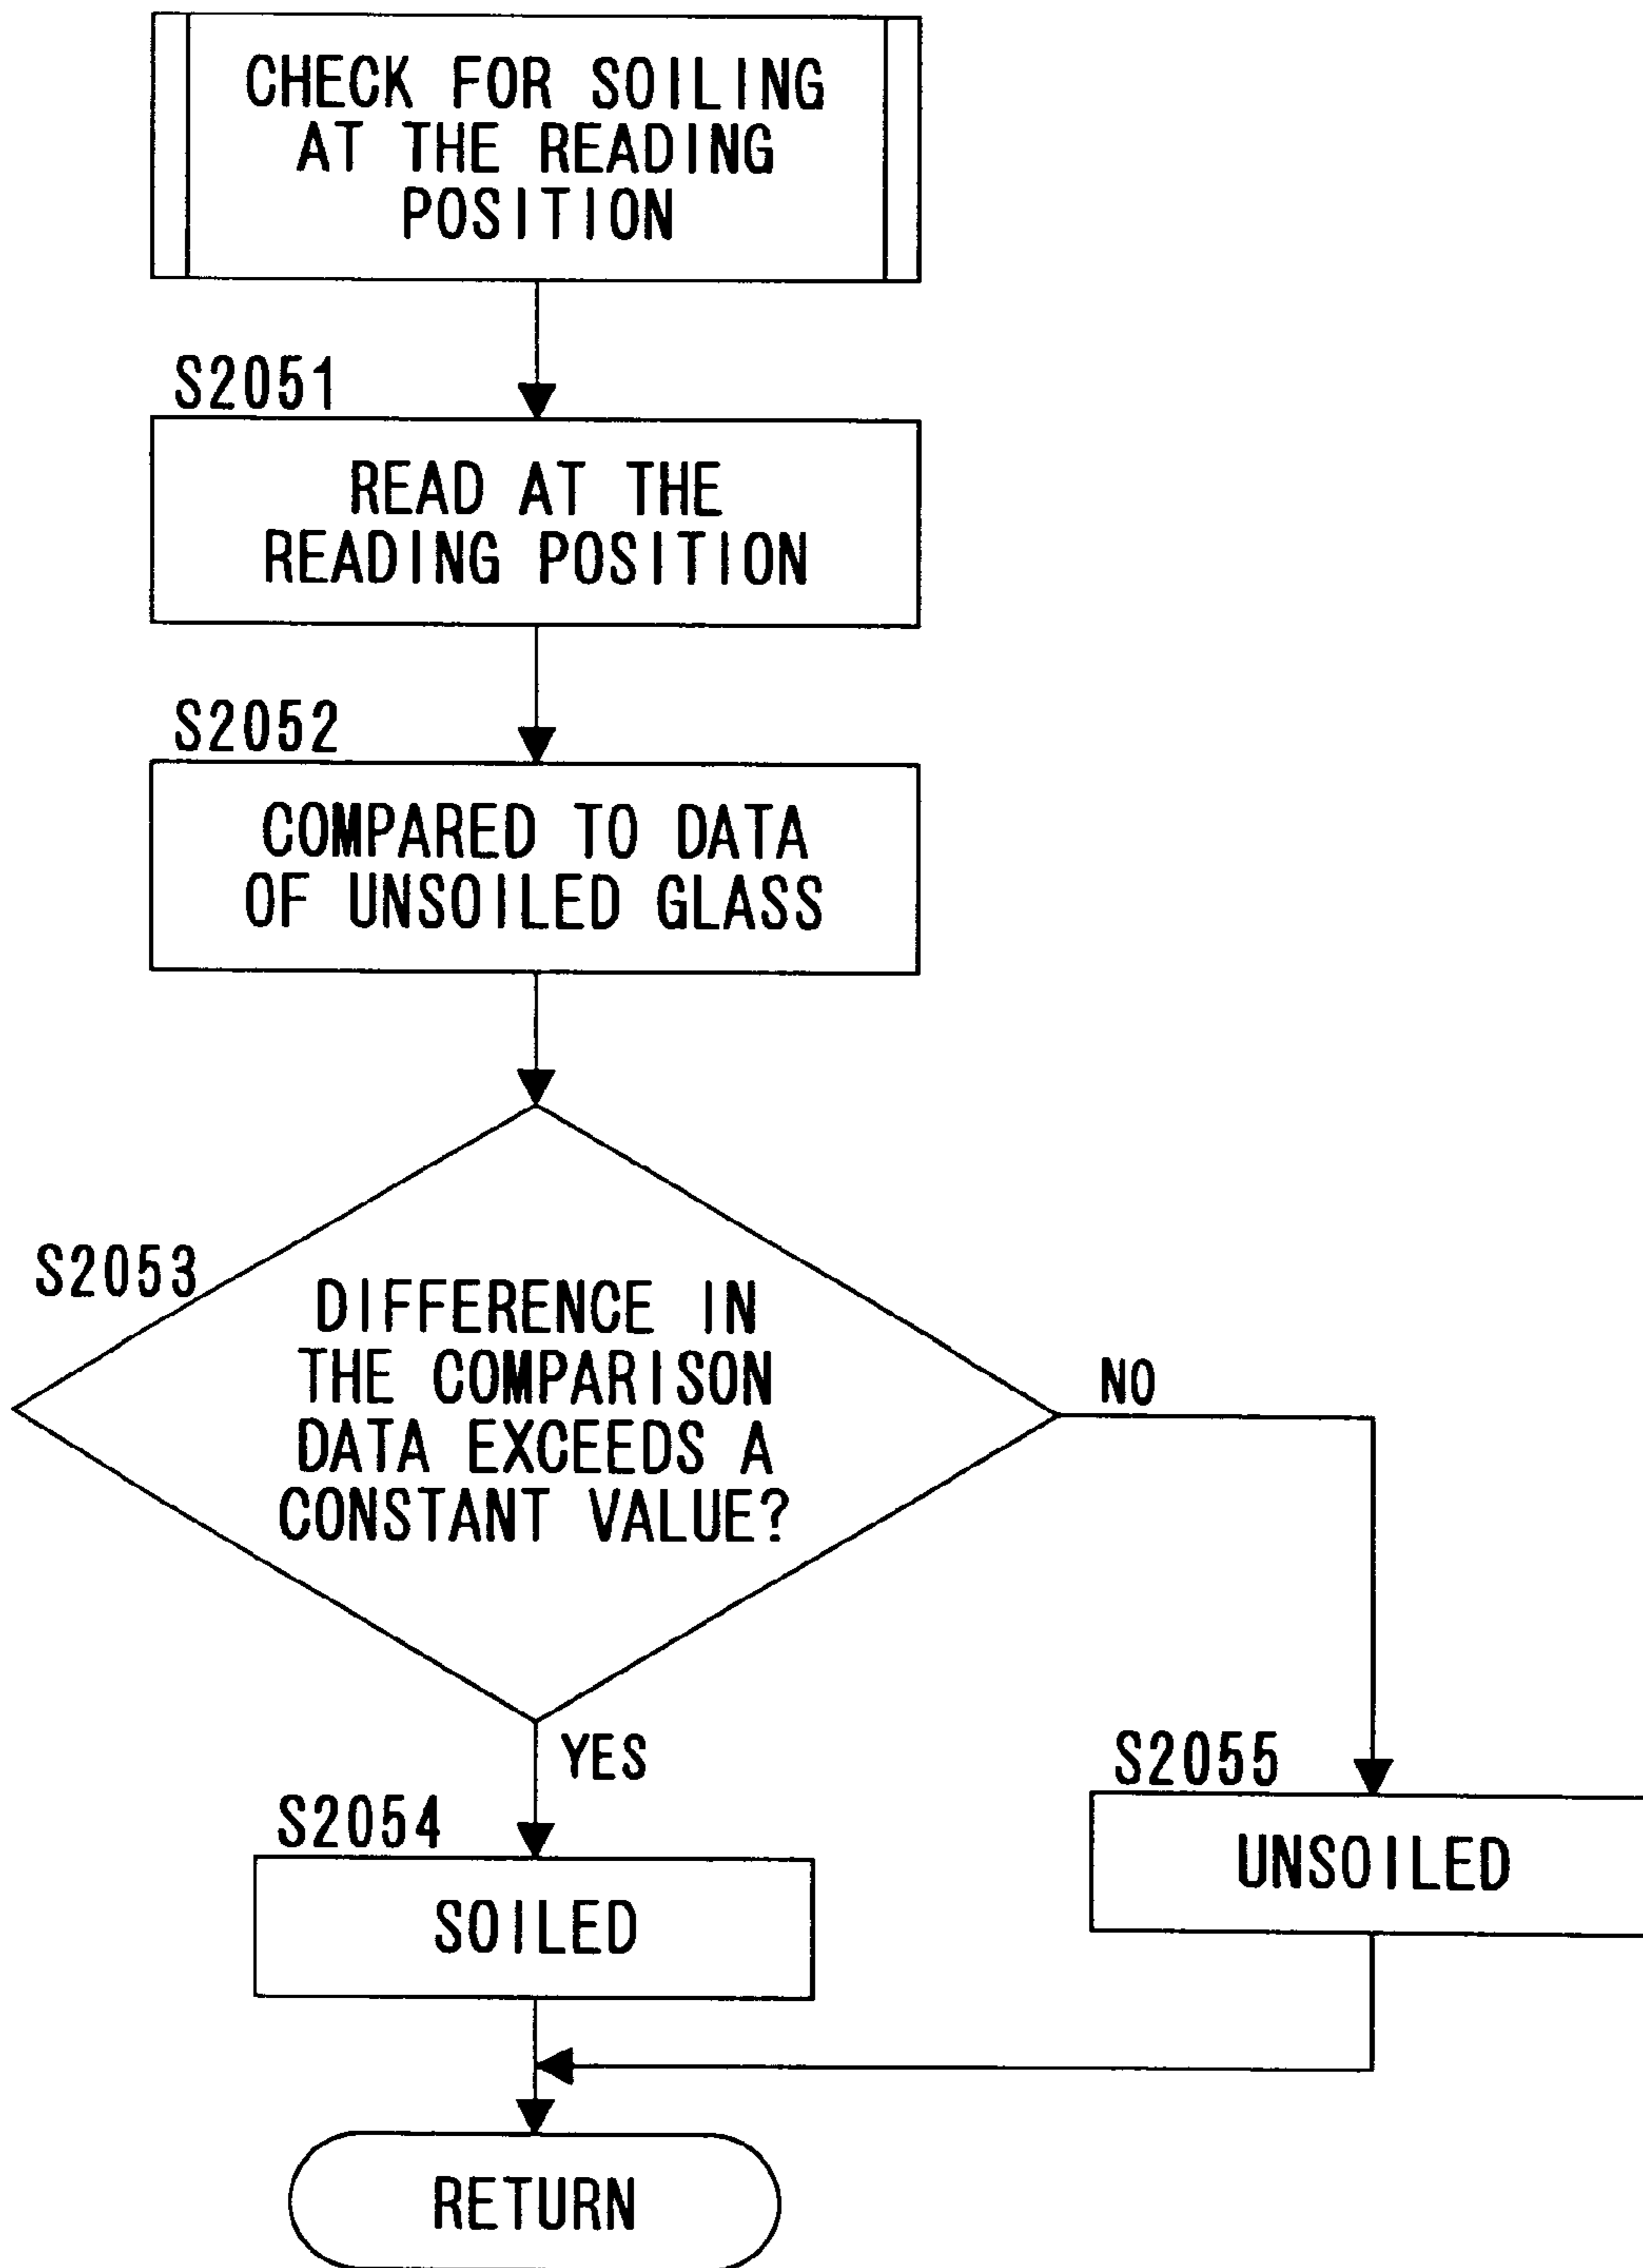 CHECK FOR SOILING
AT THE READING
POSITION
S2051
READ AT THE
READING POSITION
S2052
COMPARED TO DATA
OF UNSOILED GLASS
S2053
DIFFERENCE IN
THE COMPARISON
DATA EXCEEDS A
CONSTANT VALUE?
NO
YES
S2055
UNSOILED
S2054
SOILED
RETURN